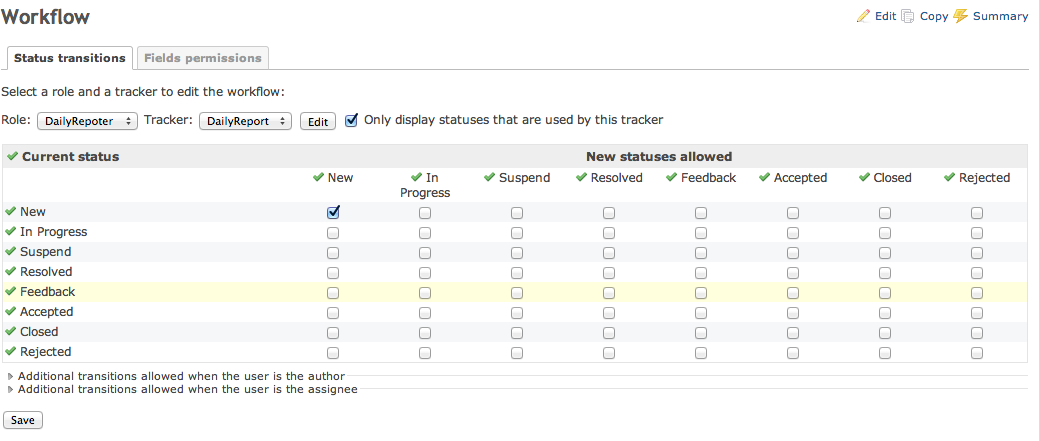 Workflow
Edit Copy Summary
Status transitions Fields permissions
Select a role and a tracker to edit the workflow:
Role: DailyRepoter Tracker: DailyReport Edit Only display statuses that are used by this tracker
Current status New statuses allowed
New In Progress Suspend Resolved Feedback Accepted Closed Rejected
New
In Progress
Suspend
Resolved
Feedback
Accepted
Closed
Rejected
Additional transitions allowed when the user is the author
Additional transitions allowed when the user is the assignee
Save